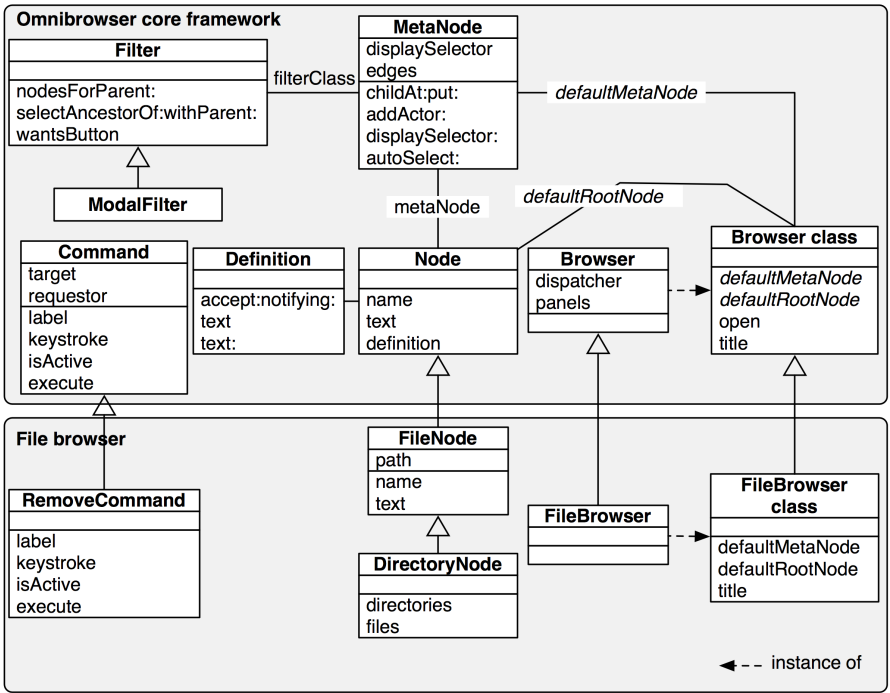 Omnibrowser core framework
Filter
nodesForParent:
selectAncestorOf:withParent:
wantsButton
filterClass
MetaNode
displaySelector
edges
childAt:put:
addActor:
displaySelector:
autoSelect:
defaultMetaNode
ModalFilter
metaNode
defaultRootNode
Command
target
requestor
label
keystroke
isActive
execute
Definition
accept:notifying:
text
text:
Node
name
text
definition
Browser
dispatcher
panels
Browser class
defaultMetaNode
defaultRootNode
open
title
File browser
RemoveCommand
label
keystroke
isActive
execute
FileNode
path
name
text
DirectoryNode
directories
files
FileBrowser
FileBrowser
class
defaultMetaNode
defaultRootNode
title
instance of